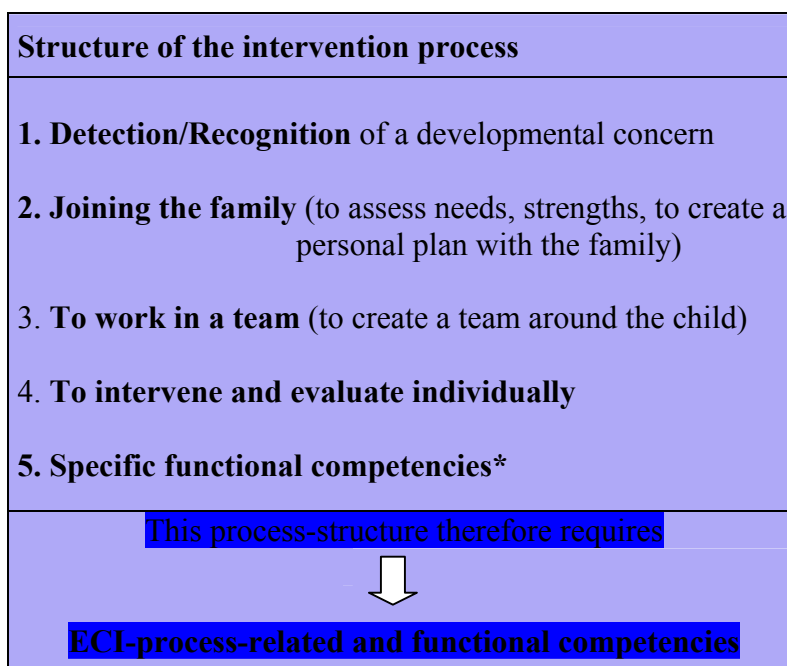 Structure of the intervention process
1. Detection/Recognition of a developmental concern
2. Joining the family (to assess needs, strengths, to create a
personal plan with the family)
3. To work in a team (to create a team around the child)
4. To intervene and evaluate individually
5. Specific functional competencies*
This process-structure therefore requires
ECI-process-related and functional competencies